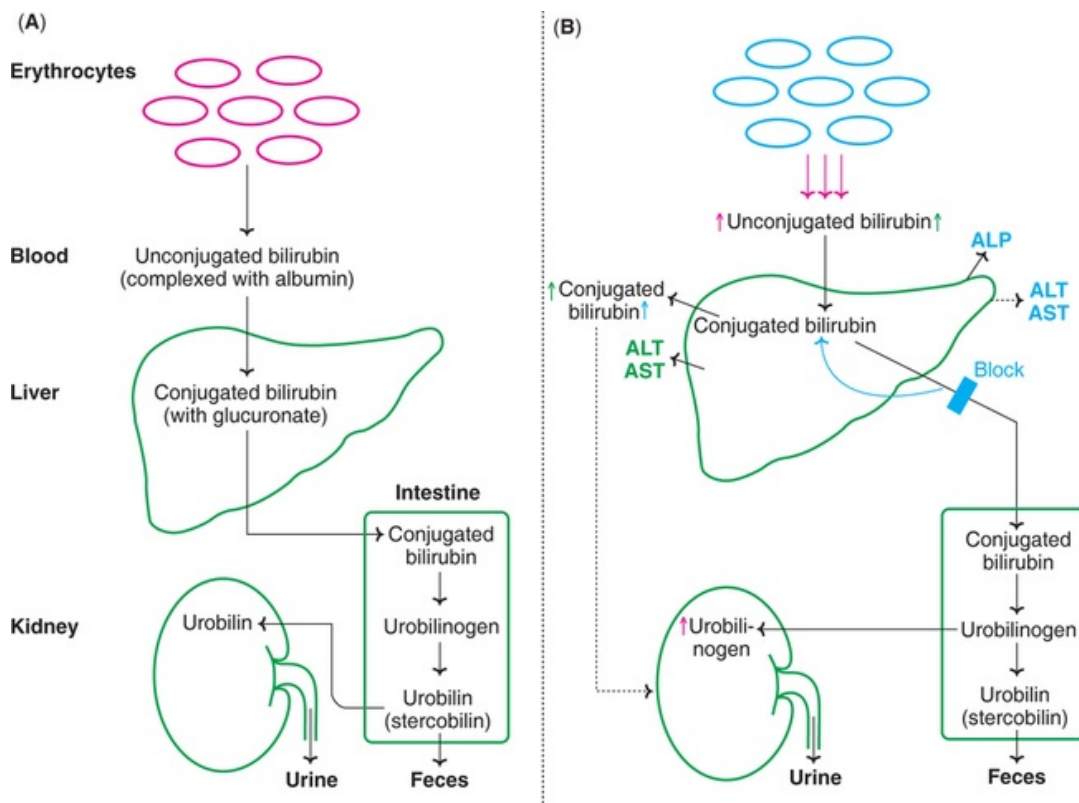 (A)
Erythrocytes
Blood
Unconjugated bilirubin
(complexed with albumin)
Liver
Conjugated bilirubin
(with glucuronate)
Intestine
Conjugated
bilirubin
Kidney
Urobilin
Urobilinogen
Urobilin
(stercobilin)
Urine
Feces
(B)
↑Unconjugated bilirubin↑
ALP
↑Conjugated
bilirubin↑
ALT
AST
Conjugated bilirubin
ALT
AST
Block
Conjugated
bilirubin
↑Urobili-
nogen
Urobilinogen
Urobilin
(stercobilin)
Urine
Feces